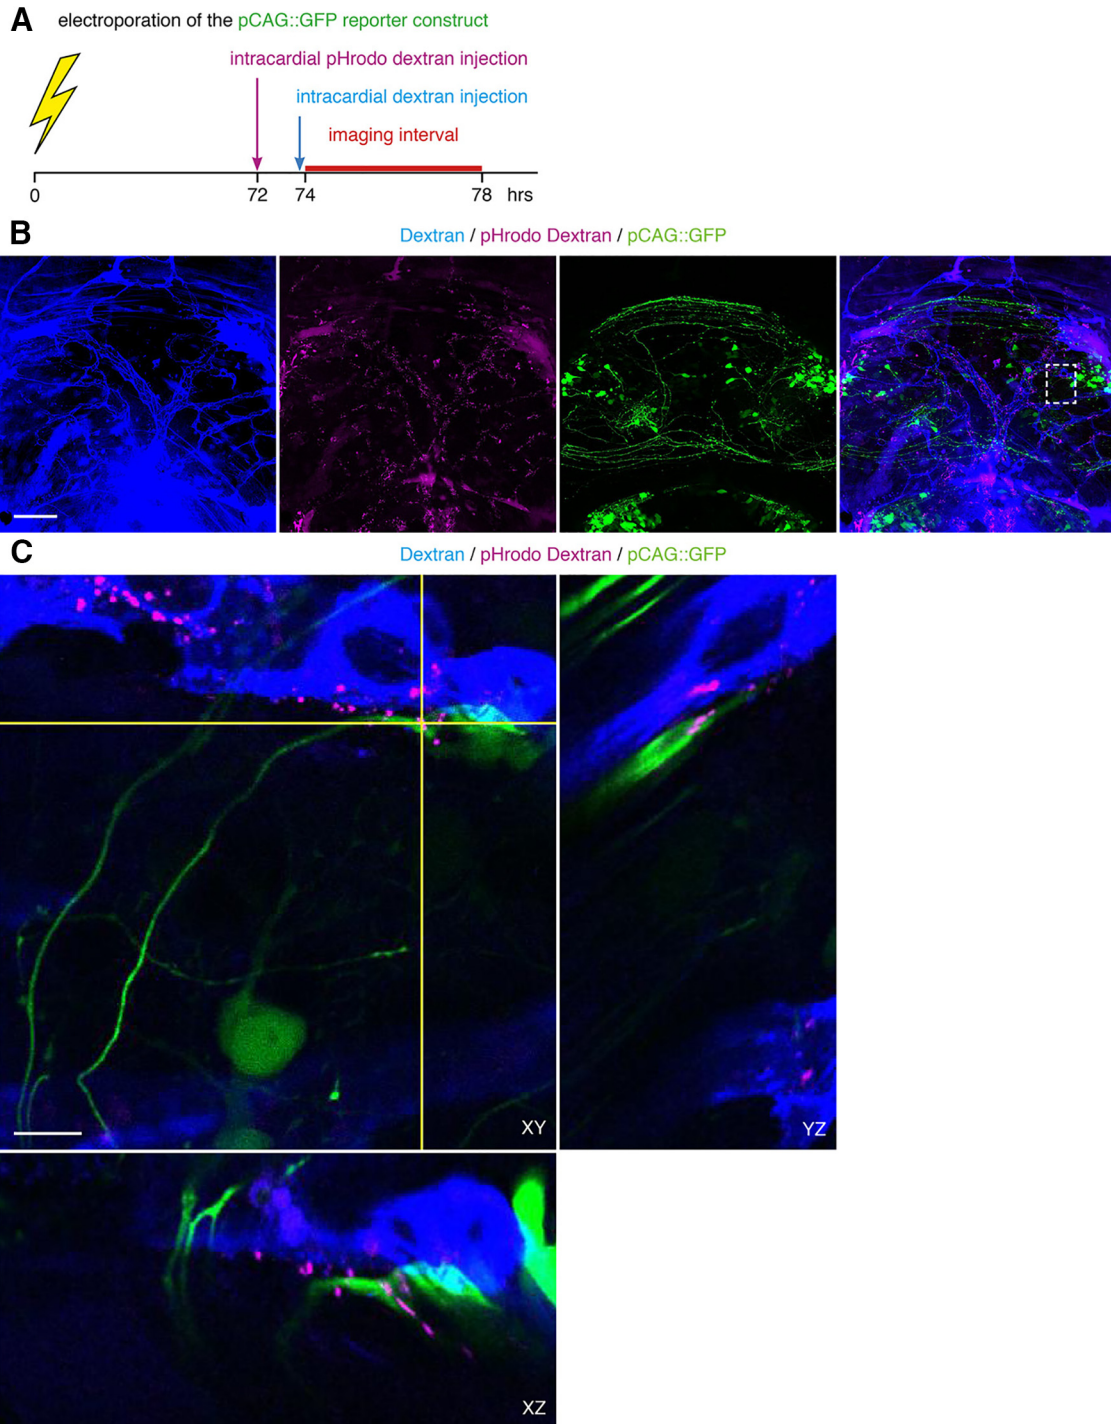 A
electroporation of the pCAG::GFP reporter construct
intracardial pHrodo dextran injection
intracardial dextran injection
imaging interval
0 72 74 78 hrs
B
Dextran / pHrodo Dextran / pCAG::GFP
C
Dextran / pHrodo Dextran / pCAG::GFP
XY
YZ
XZ